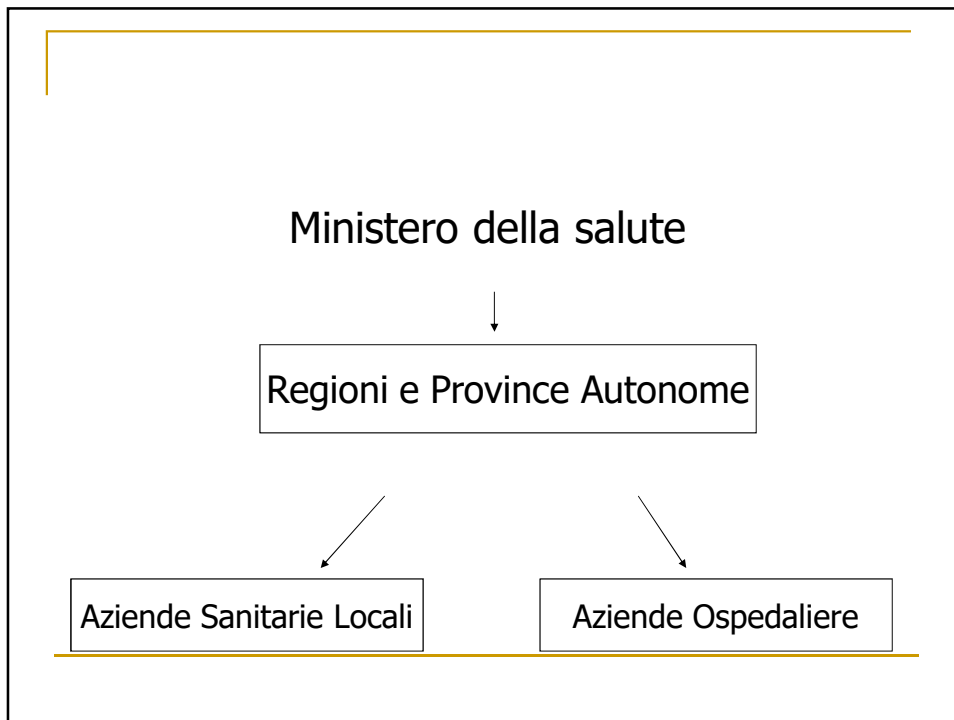 Ministero della salute
Regioni e Province Autonome
Aziende Sanitarie Locali
Aziende Ospedaliere